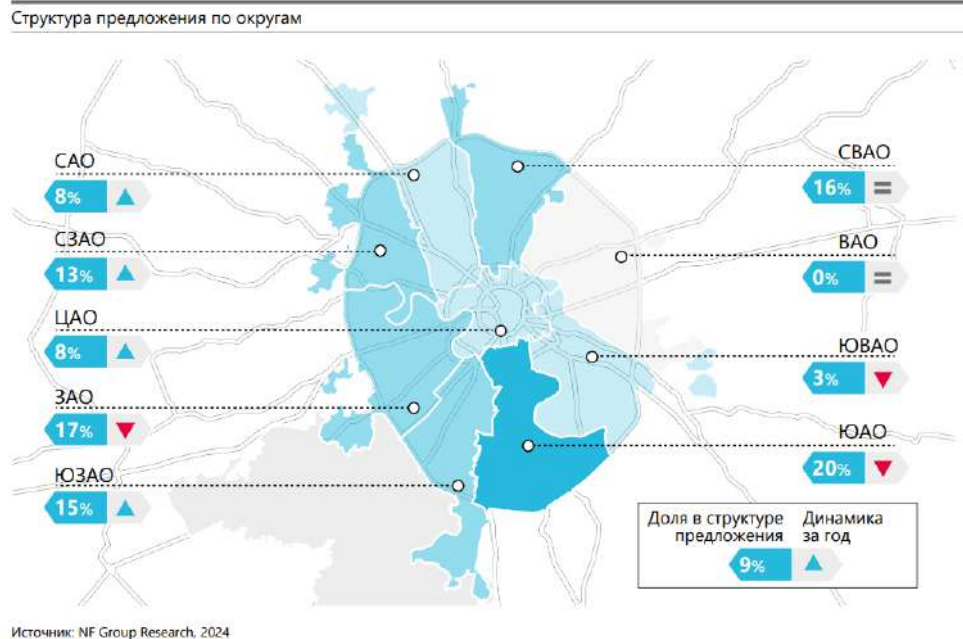 Структура предложения по округам
САО
8%
СЗАО
13%
ЦАО
8%
ЗАО
17%
ЮЗАО
15%
СВАО
16%
ВАО
0%
ЮВАО
3%
ЮАО
20%
Доля в структуре предложения
Динамика за год
9%
Источник: NF Group Research, 2024